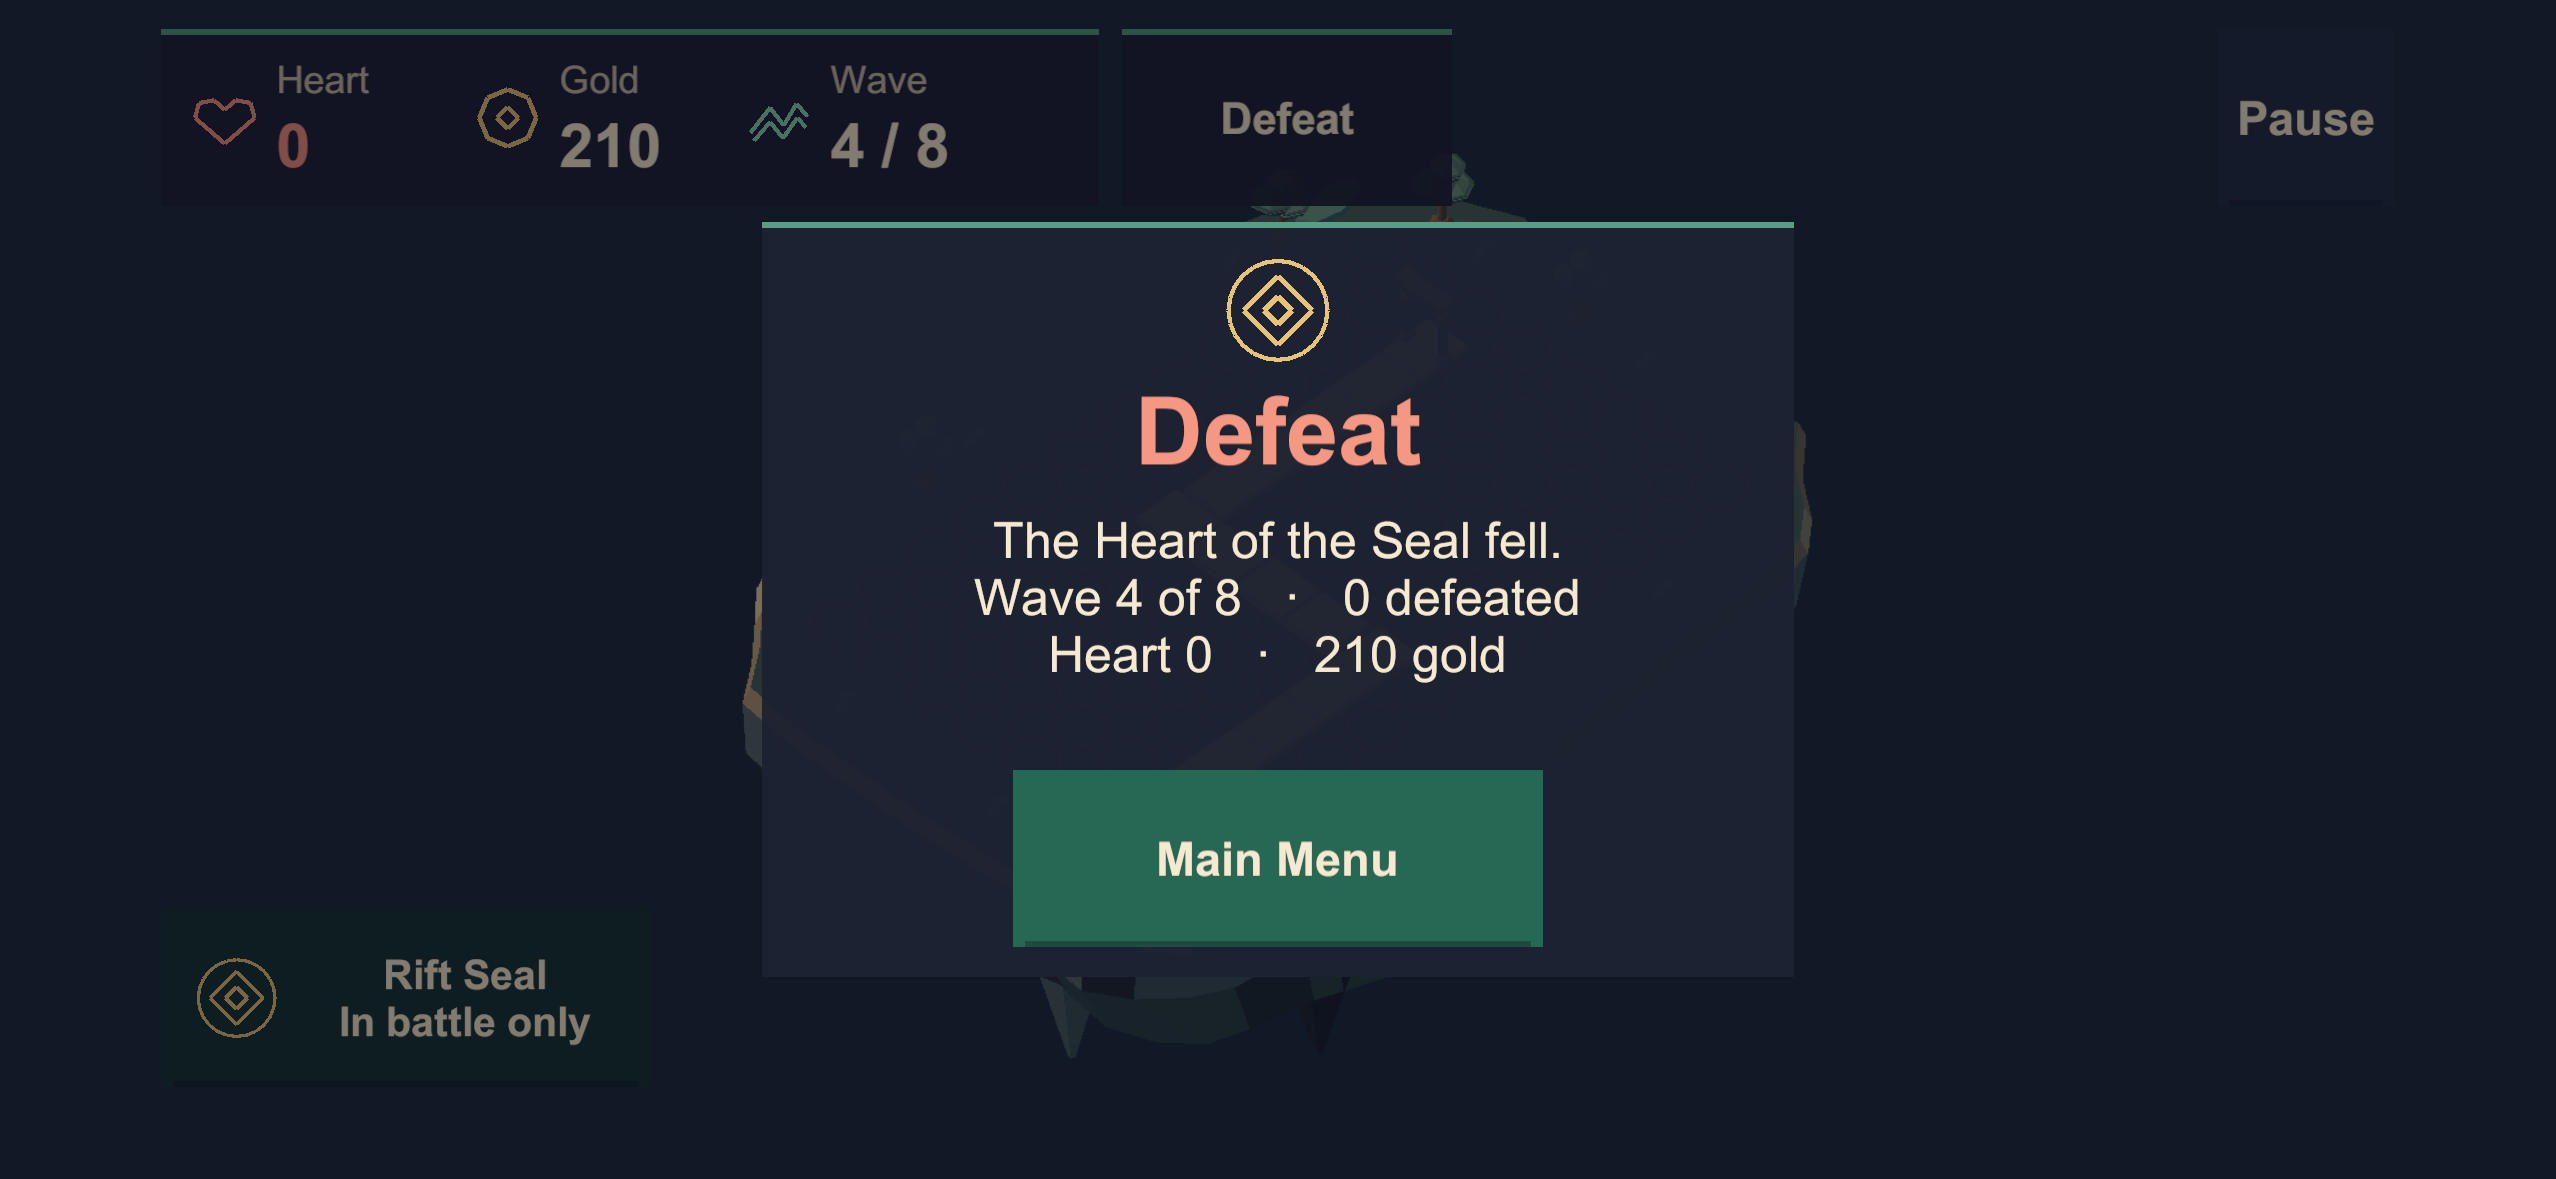 Heart
0
Gold
210
Wave
4 / 8
Defeat
Pause
Defeat
The Heart of the Seal fell.
Wave 4 of 8 · 0 defeated
Heart 0 · 210 gold
Main Menu
Rift Seal
In battle only